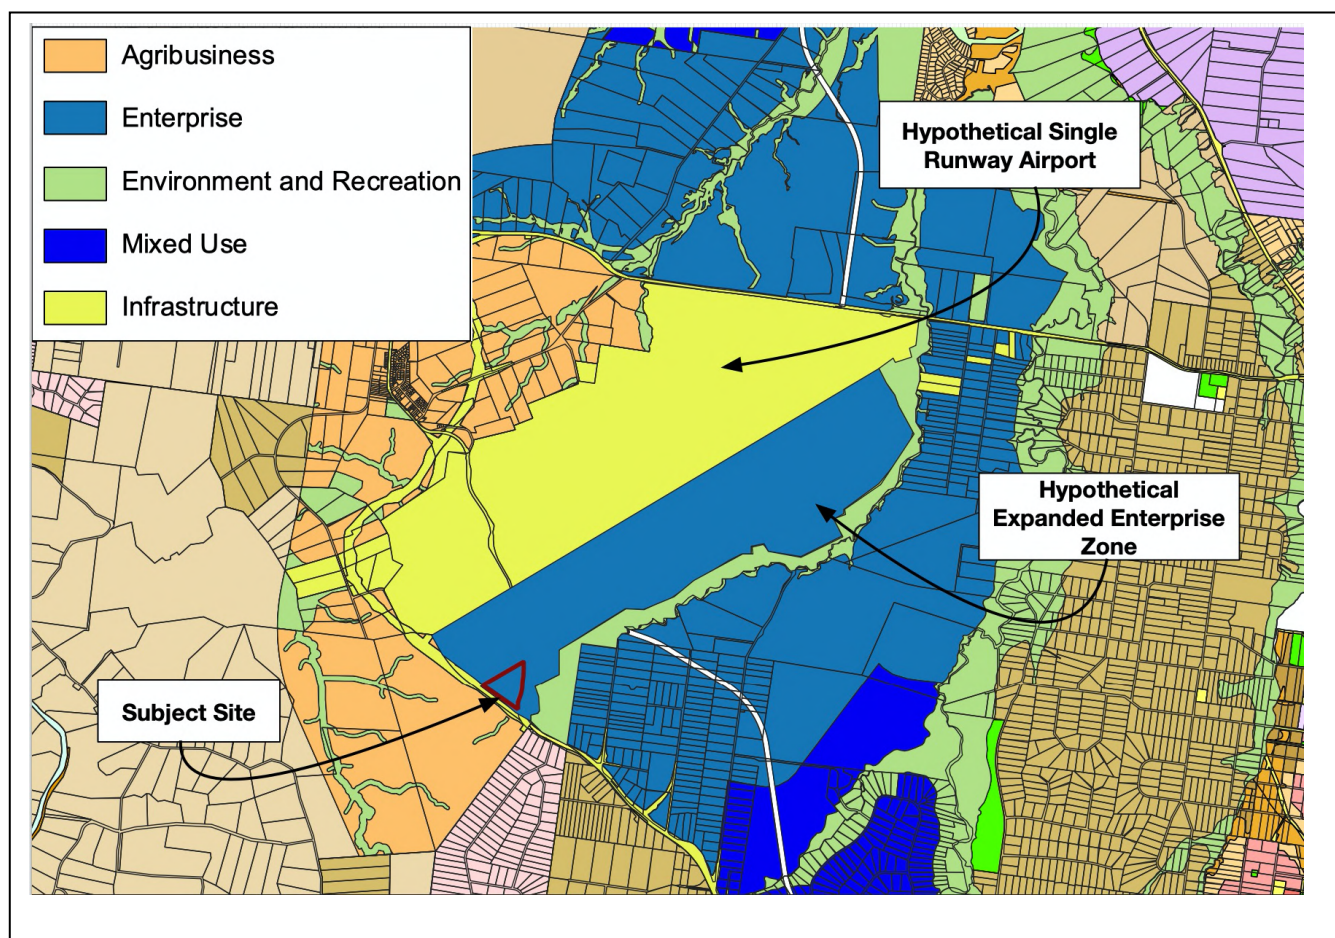 Agribusiness
Enterprise
Environment and Recreation
Mixed Use
Infrastructure
Hypothetical Single
Runway Airport
Hypothetical
Expanded Enterprise
Zone
Subject Site